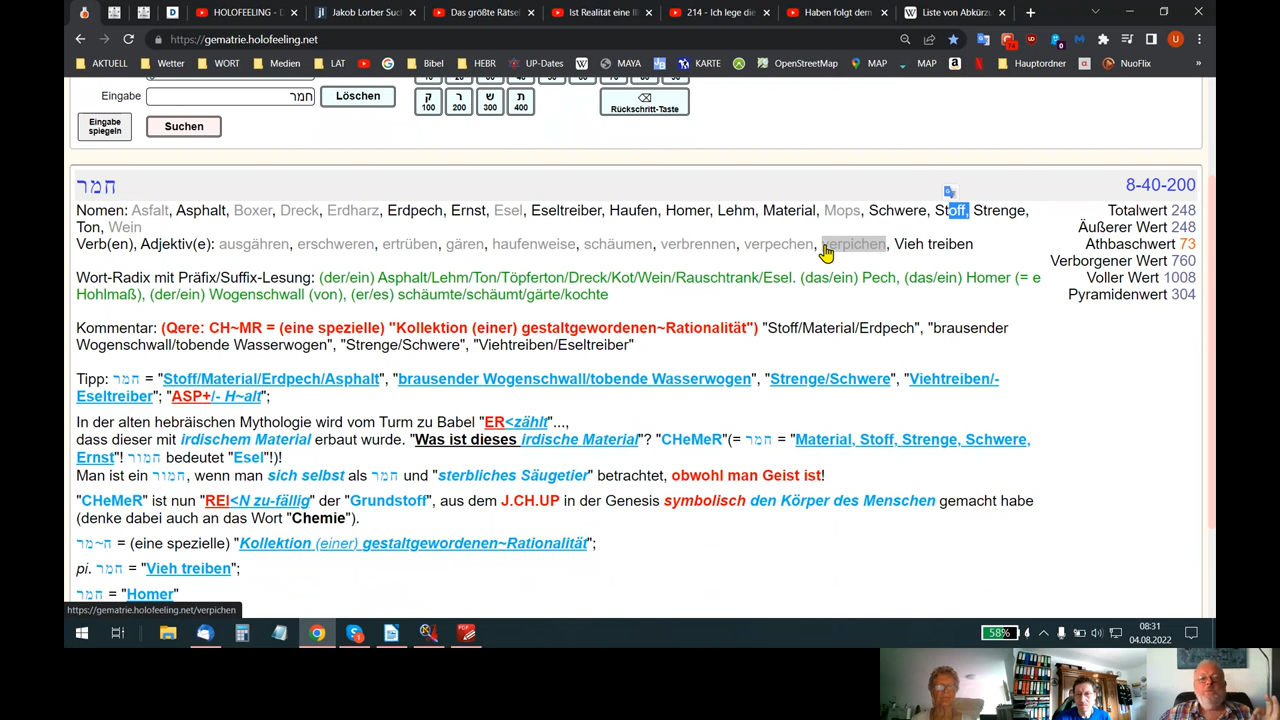 HOLOFEELING - D
Jakob Lorber Suc
Das größte Rätsel
Ist Realität eine Ill
214 - Ich lege die
Haien folgt dem
Liste von Abkürzu
https://gematrie.holofeeling.net
AKTUELL Wetter WORT Medien LAT Bibel HEBR UP-Dates MAYA KARTE OpenStreetMap MAP MAP Hauptordner NuoFlix »
Eingabe חמר Löschen
ק ר ש ת
100 200 300 400
⌫
Rückschritt-Taste
Eingabe
spiegeln
Suchen
חמר 8-40-200
Nomen: Asfalt, Asphalt, Boxer, Dreck, Erdharz, Erdpech, Ernst, Esel, Eseltreiber, Haufen, Homer, Lehm, Material, Mops, Schwere, Stoff, Strenge,
Ton, Wein
Verb(en), Adjektiv(e): ausgähren, erschweren, ertrüben, gären, haufenweise, schäumen, verbrennen, verpechen, verpichen, Vieh treiben
Totalwert 248
Äußerer Wert 248
Athbaschwert 73
Verborgener Wert 760
Voller Wert 1008
Pyramidenwert 304
Wort-Radix mit Präfix/Suffix-Lesung: (der/ein) Asphalt/Lehm/Ton/Töpferton/Dreck/Kot/Wein/Rauschtrank/Esel. (das/ein) Pech, (das/ein) Homer (= e
Hohlmaß), (der/ein) Wogenschwall (von), (er/es) schäumte/schäumt/gärte/kochte
Kommentar: (Qere: CH~MR = (eine spezielle) "Kollektion (einer) gestaltgewordenen~Rationalität") "Stoff/Material/Erdpech", "brausender
Wogenschwall/tobende Wasserwogen", "Strenge/Schwere", "Viehtreiben/Eseltreiber"
Tipp: חמר = "Stoff/Material/Erdpech/Asphalt", "brausender Wogenschwall/tobende Wasserwogen", "Strenge/Schwere", "Viehtreiben/-
Eseltreiber"; "ASP+/- H~alt";
In der alten hebräischen Mythologie wird vom Turm zu Babel "ER<zählt"...,
dass dieser mit irdischem Material erbaut wurde. "Was ist dieses irdische Material"? "CHeMeR"(= חמר = "Material, Stoff, Strenge, Schwere,
Ernst"! חמור bedeutet "Esel"!)!
Man ist ein חמור, wenn man sich selbst als חמר und "sterbliches Säugetier" betrachtet, obwohl man Geist ist!
"CHeMeR" ist nun "REI<N zu-fällig" der "Grundstoff", aus dem J.CH.UP in der Genesis symbolisch den Körper des Menschen gemacht habe
(denke dabei auch an das Wort "Chemie").
ח~מר = (eine spezielle) "Kollektion (einer) gestaltgewordenen~Rationalität";
pi. חמר = "Vieh treiben";
חמר = "Homer"
https://gematrie.holofeeling.net/verpichen
58%
08:31
04.08.2022